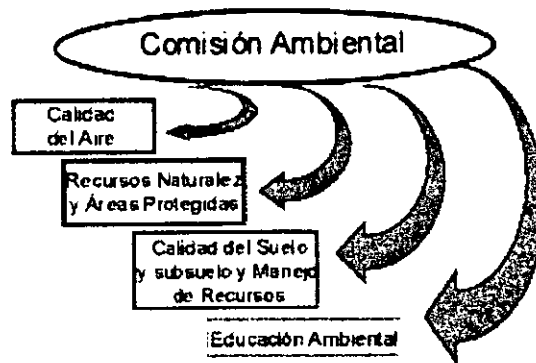 Comisión Ambiental
Calidad
del Aire
Recursos Naturalez
y Áreas Protegidas
Calidad del Suelo
y subsuelo y Manejo
de Recursos
Educación Ambiental